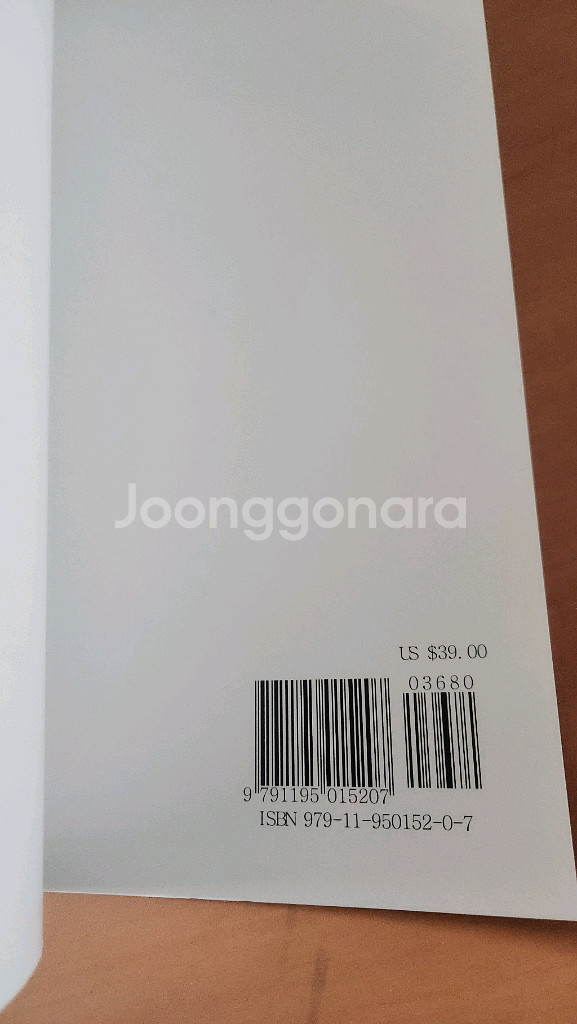 Joonggonara
US $39.00
03680
9 791195 015207
ISBN 979-11-950152-0-7